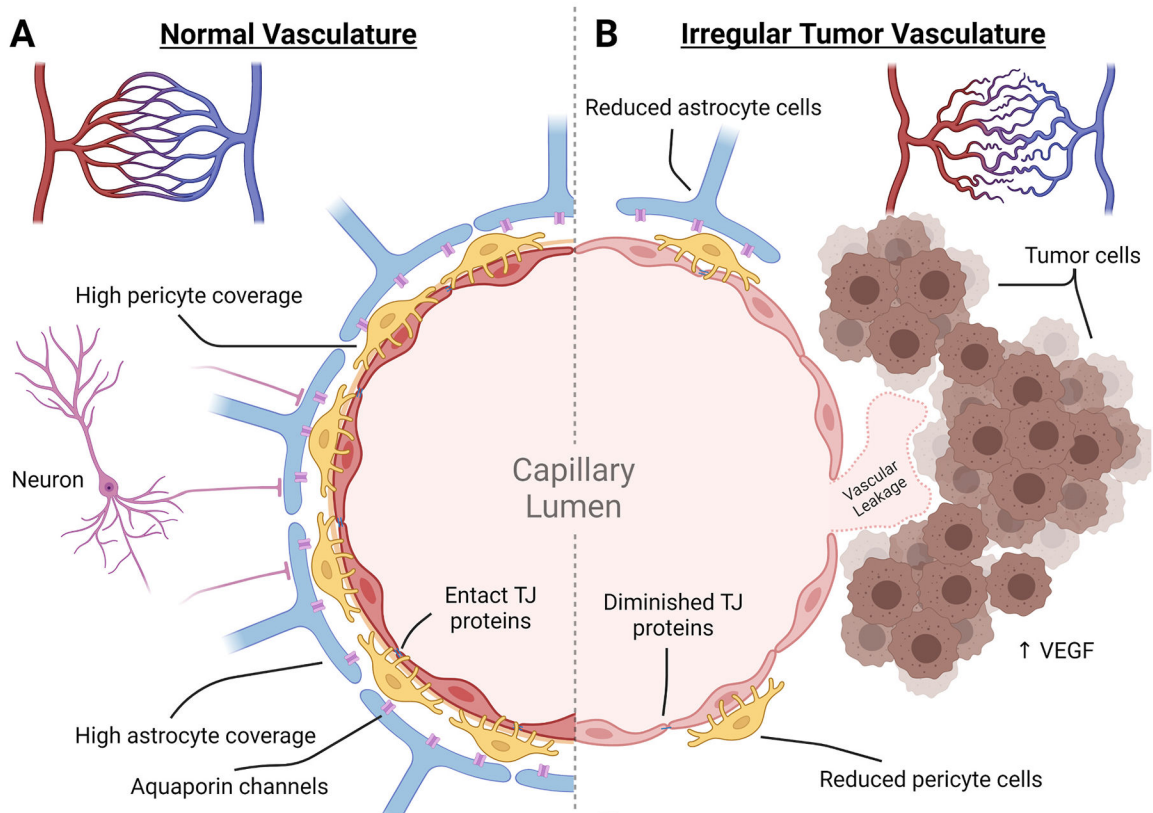 A
Normal Vasculature
B
Irregular Tumor Vasculature
Reduced astrocyte cells
Tumor cells
High pericyte coverage
Neuron
Capillary
Lumen
Vascular
Leakage
Entact TJ
proteins
Diminished TJ
proteins
↑ VEGF
High astrocyte coverage
Aquaporin channels
Reduced pericyte cells